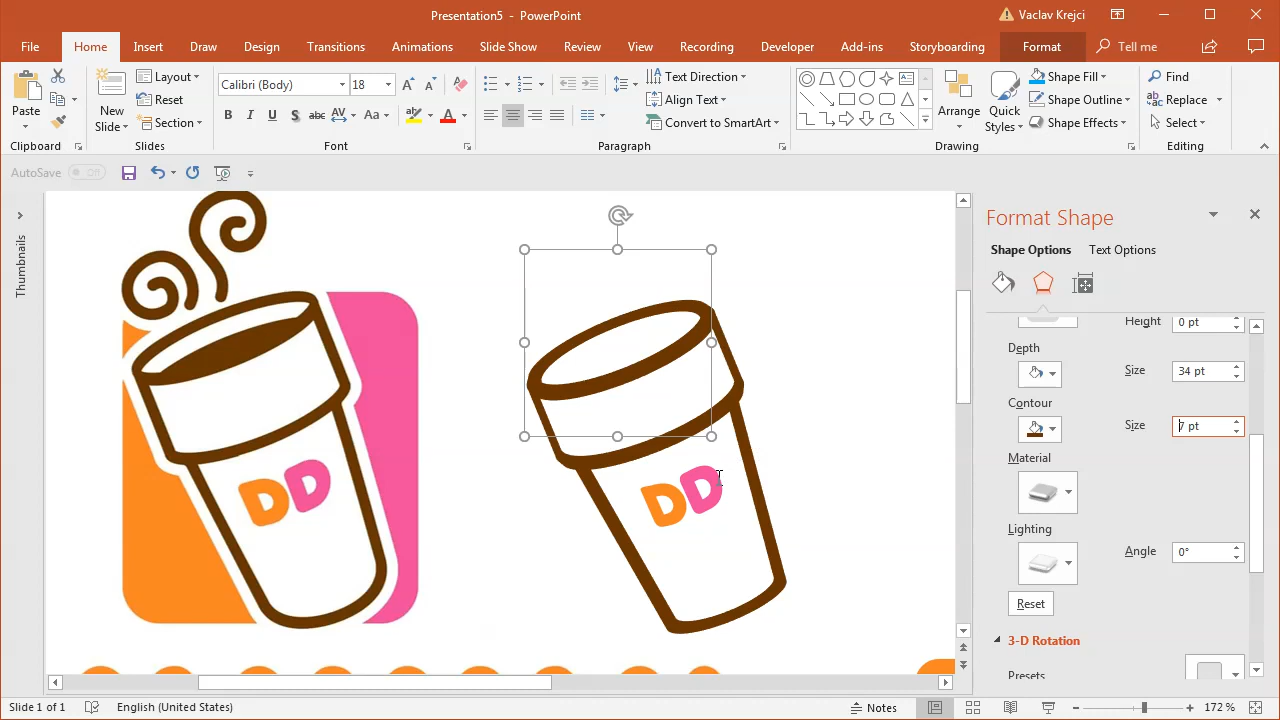 Presentation5 - PowerPoint
Vaclav Krejci
File Home Insert Draw Design Transitions Animations Slide Show Review View Recording Developer Add-ins Storyboarding Format Tell me
Paste
New Slide
Layout
Reset
Section
Calibri (Body) 18
B I U S abc AV Aa A A
Text Direction
Align Text
Convert to SmartArt
Arrange
Quick Styles
Shape Fill
Shape Outline
Shape Effects
Find
Replace
Select
Clipboard Slides Font Paragraph Drawing Editing
AutoSave Off
Thumbnails
DD
DD
Format Shape
Shape Options Text Options
Height 0 pt
Depth
Size 34 pt
Contour
Size 7 pt
Material
Lighting
Angle 0°
Reset
3-D Rotation
Presets
Slide 1 of 1 English (United States) Notes 172 %